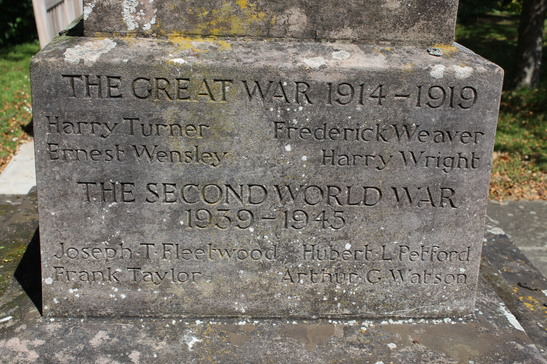 THE GREAT WAR 1914-1919
Harry Turner Frederick Weaver
Ernest Wensley Harry Wright
THE SECOND WORLD WAR
1939-1945
Joseph T. Fleetwood Hubert L. Petford
Frank Taylor Arthur G. Watson